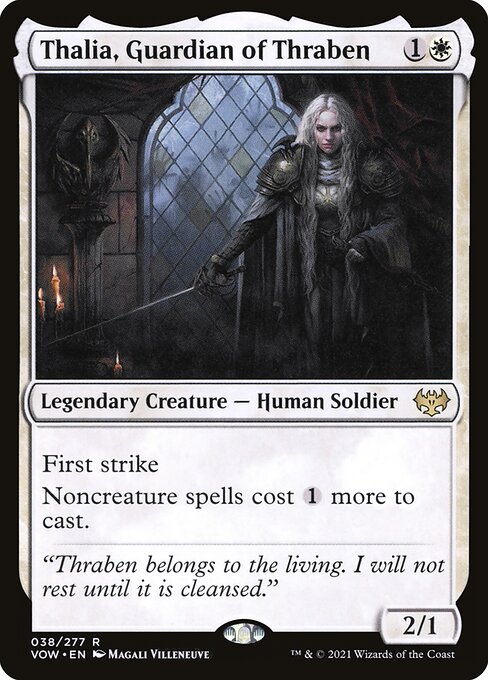 Thalia, Guardian of Thraben 1
Legendary Creature — Human Soldier
First strike
Noncreature spells cost 1 more to
cast.
“Thraben belongs to the living. I will not
rest until it is cleansed.”
2/1
038/277 R
VOW • EN Magali Villeneuve
™ & © 2021 Wizards of the Coast